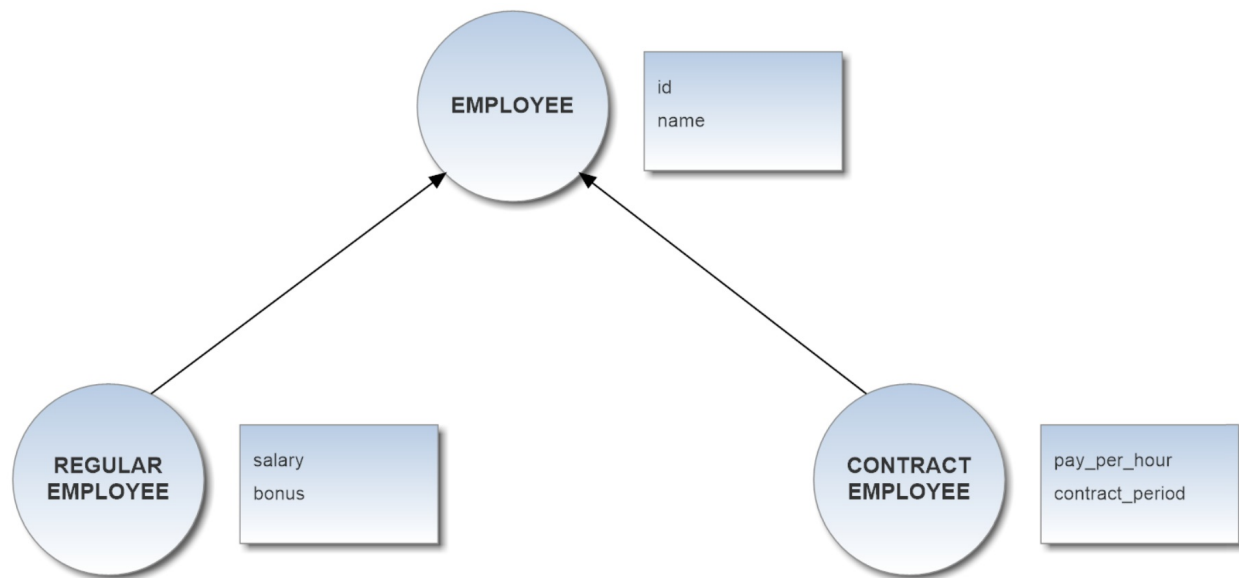 EMPLOYEE
id
name
REGULAR
EMPLOYEE
salary
bonus
CONTRACT
EMPLOYEE
pay_per_hour
contract_period